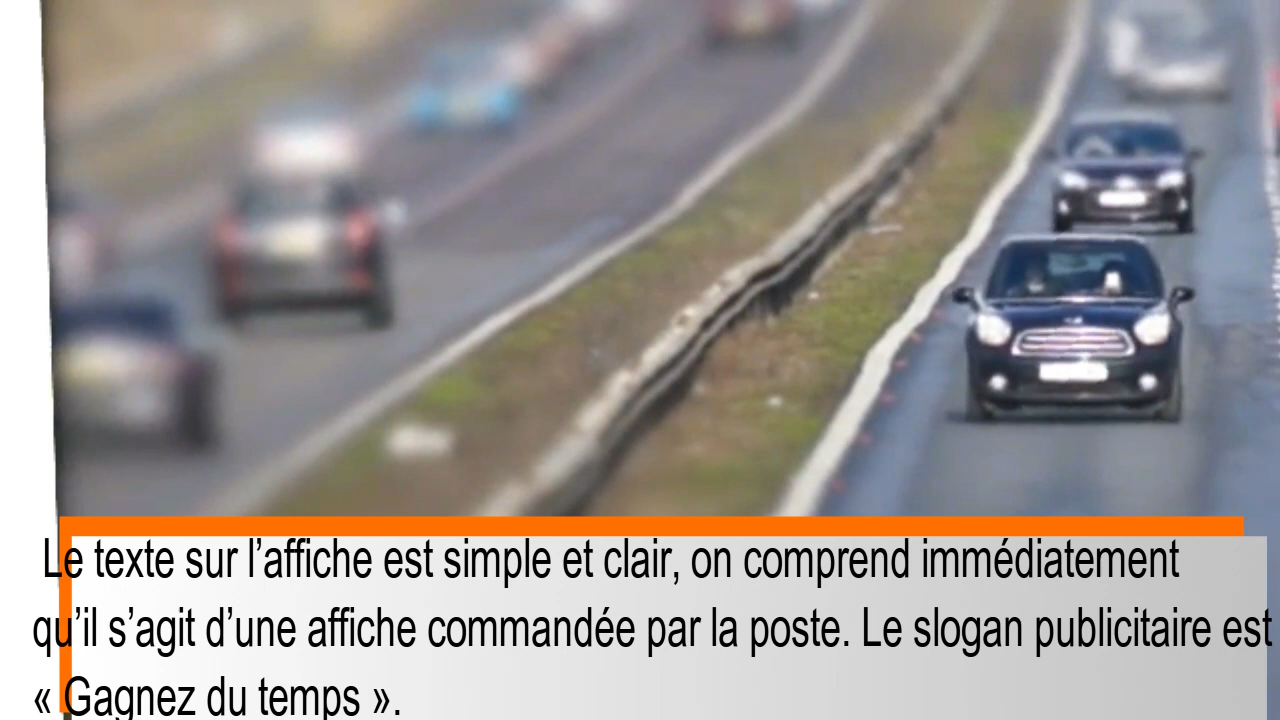 Le texte sur l’affiche est simple et clair, on comprend immédiatement
qu’il s’agit d’une affiche commandée par la poste. Le slogan publicitaire est
« Gagnez du temps ».